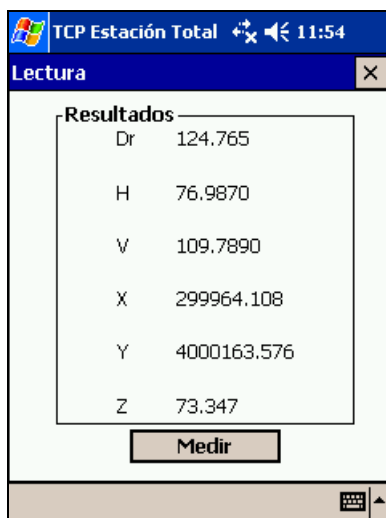 TCP Estación Total 11:54
Lectura
Resultados
Dr 124.765
H 76.9870
V 109.7890
X 299964.108
Y 4000163.576
Z 73.347
Medir